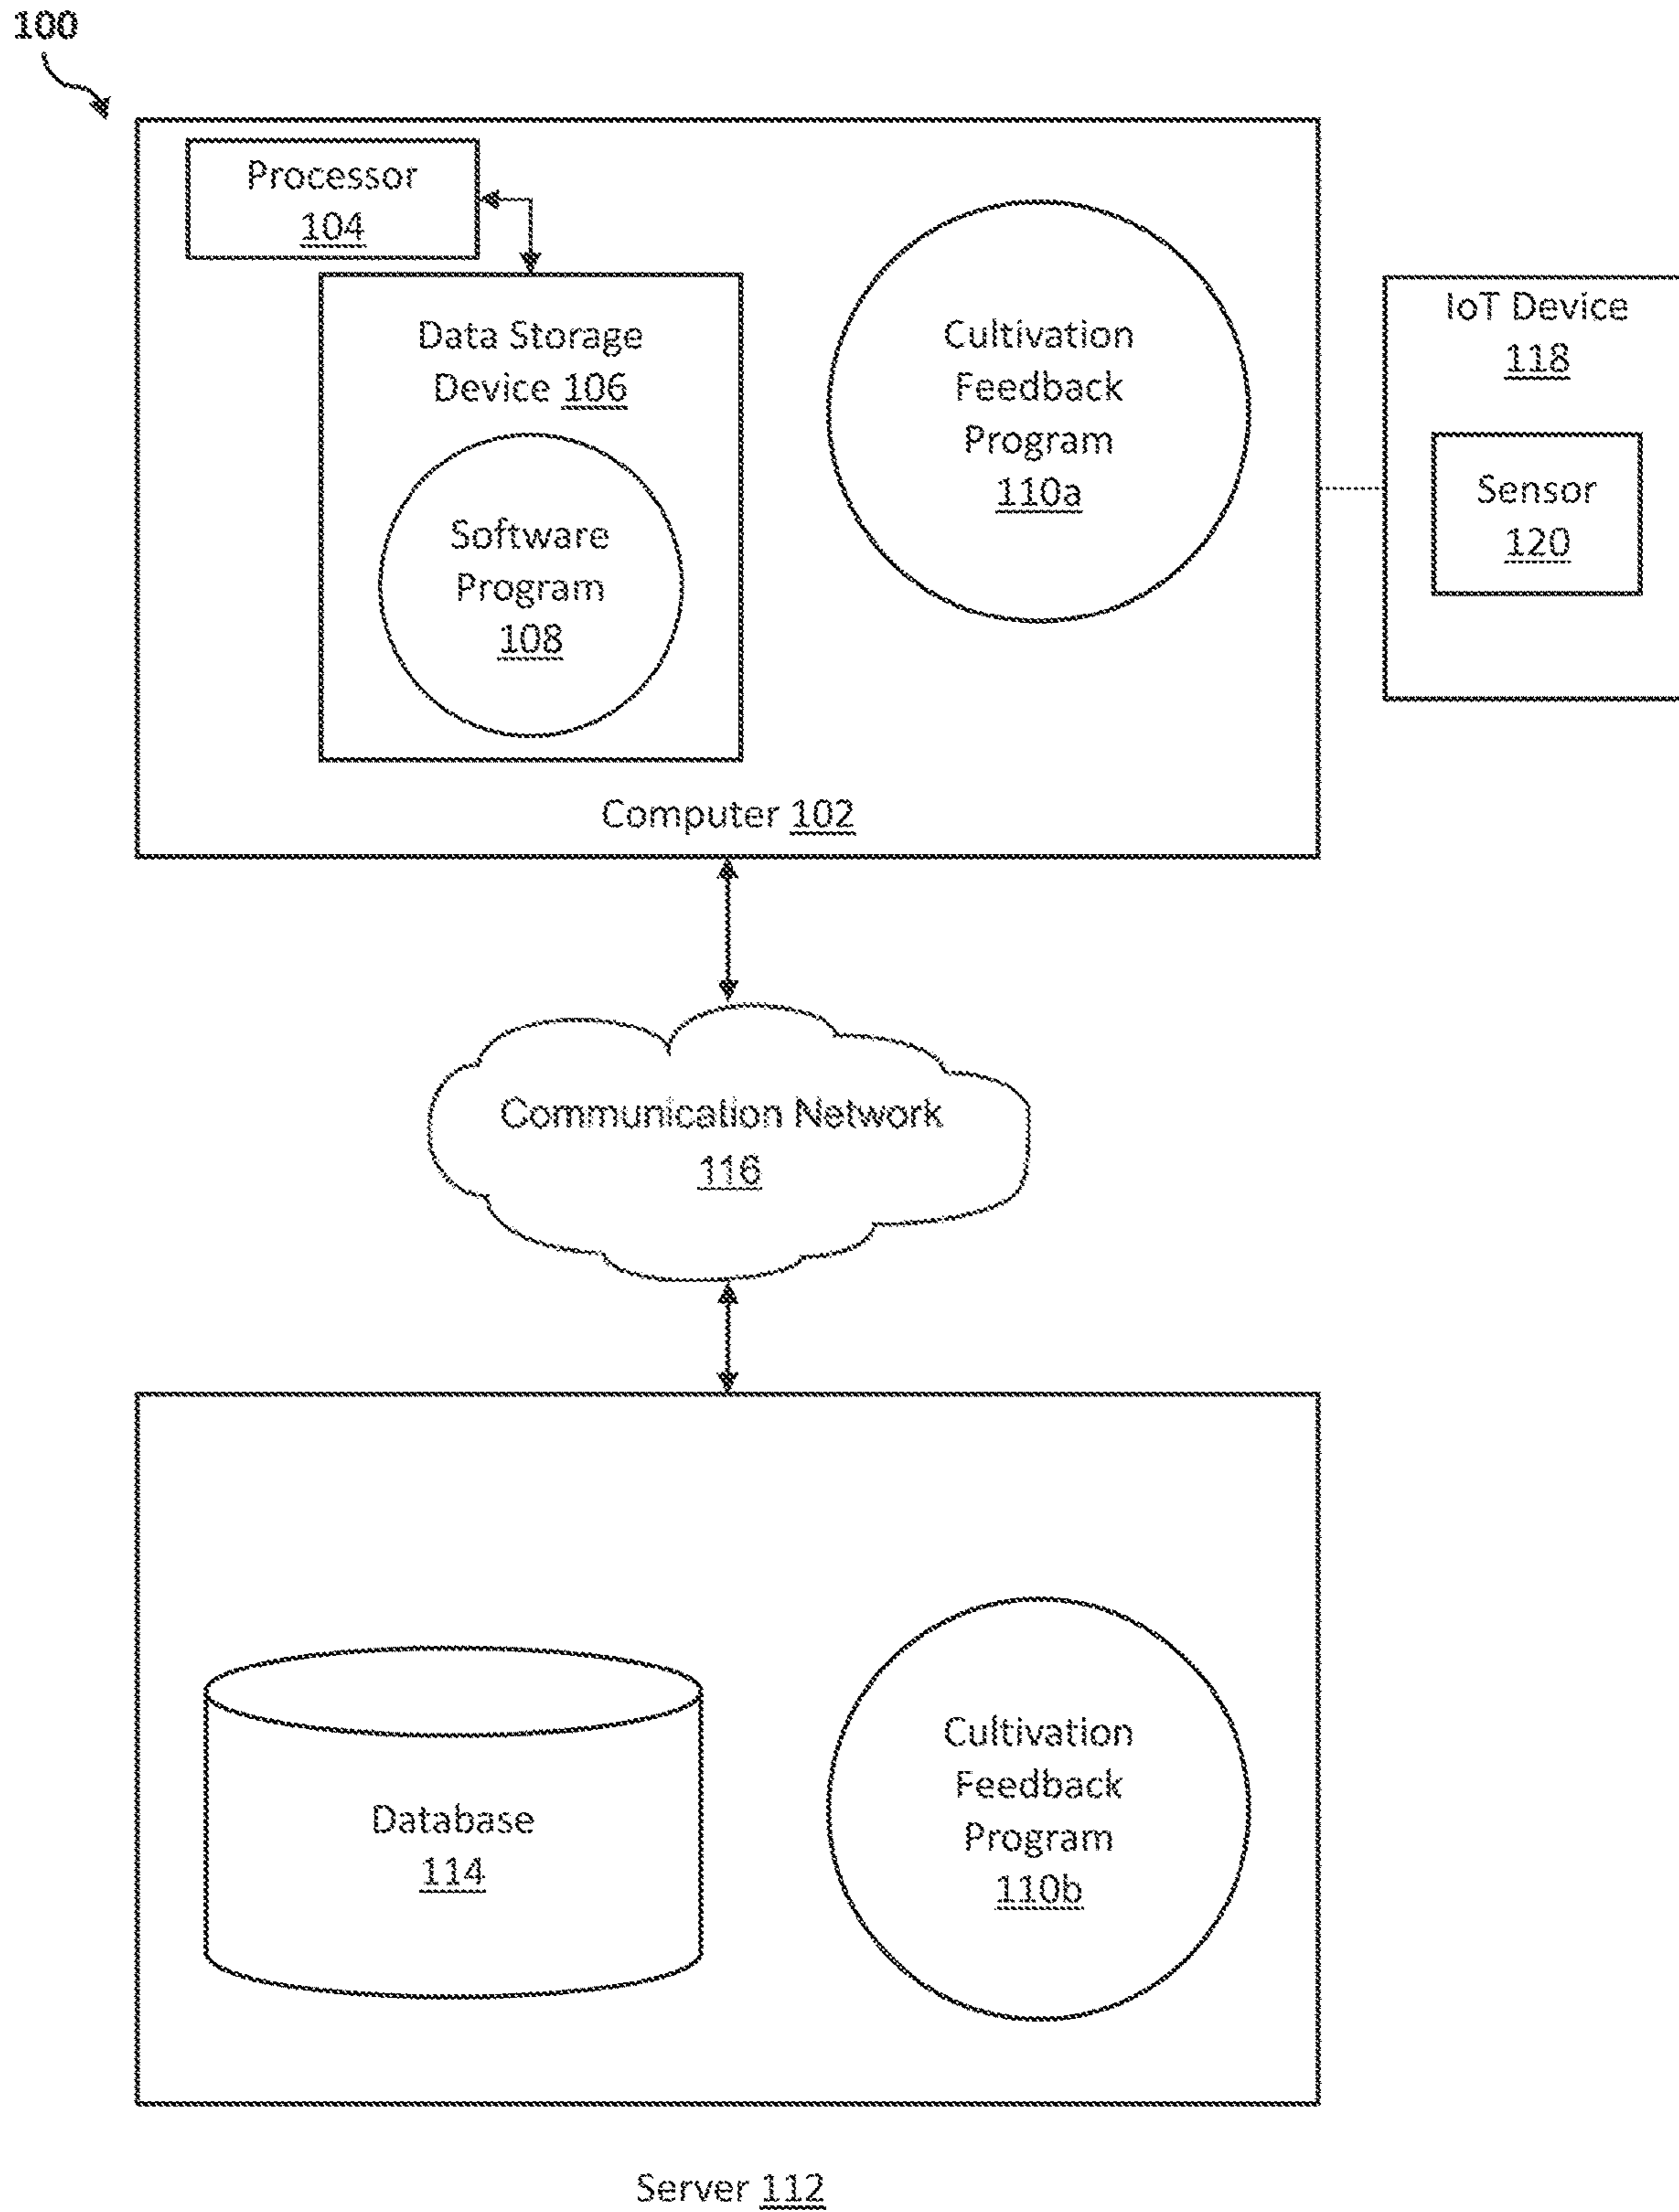 100
Processor
104
Data Storage
Device 106
Software
Program
108
Cultivation
Feedback
Program
110a
IoT Device
118
Sensor
120
Computer 102
Communication Network
116
Database
114
Cultivation
Feedback
Program
110b
Server 112